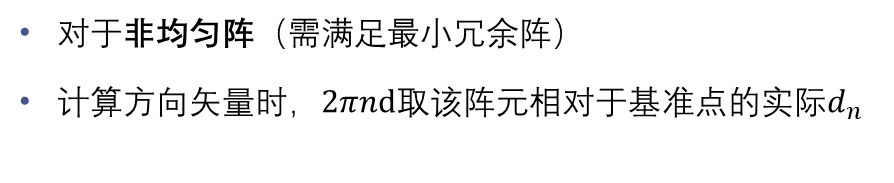 • 对于非均匀阵（需满足最小冗余阵）
• 计算方向矢量时，2πnd取该阵元相对于基准点的实际dₙ